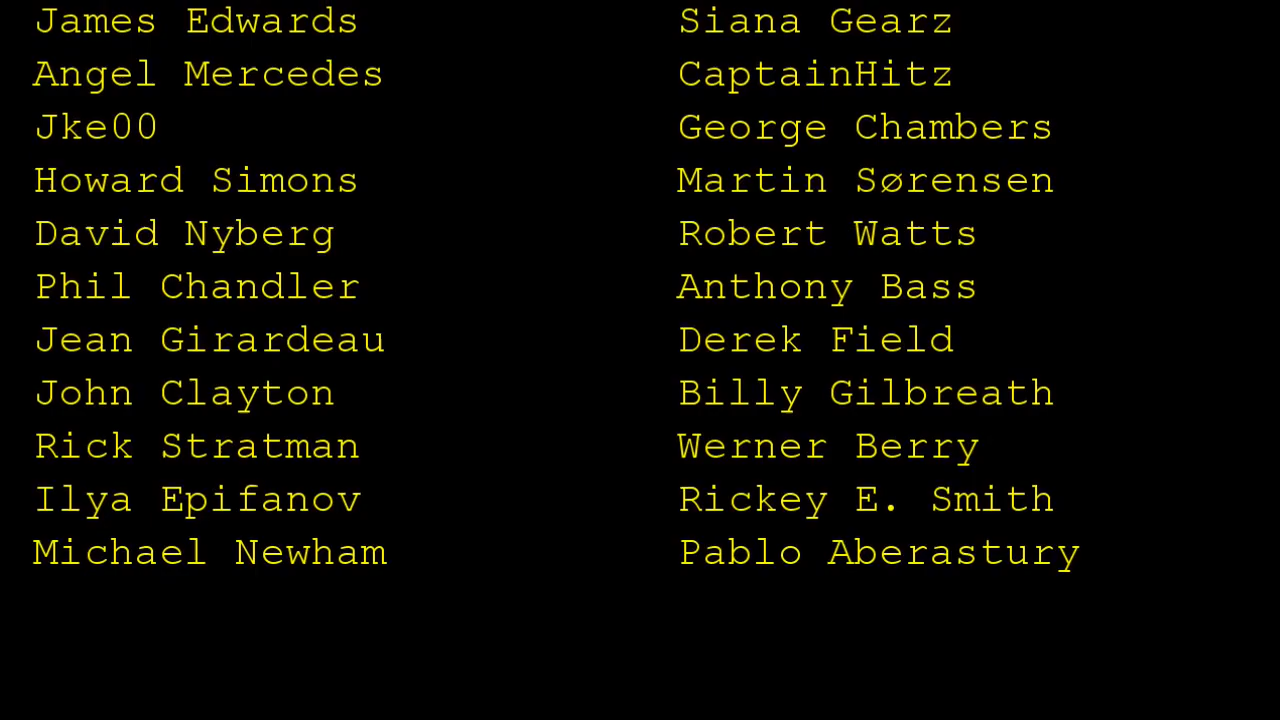 James Edwards
Angel Mercedes
Jke00
Howard Simons
David Nyberg
Phil Chandler
Jean Girardeau
John Clayton
Rick Stratman
Ilya Epifanov
Michael Newham
Siana Gearz
CaptainHitz
George Chambers
Martin Sørensen
Robert Watts
Anthony Bass
Derek Field
Billy Gilbreath
Werner Berry
Rickey E. Smith
Pablo Aberastury